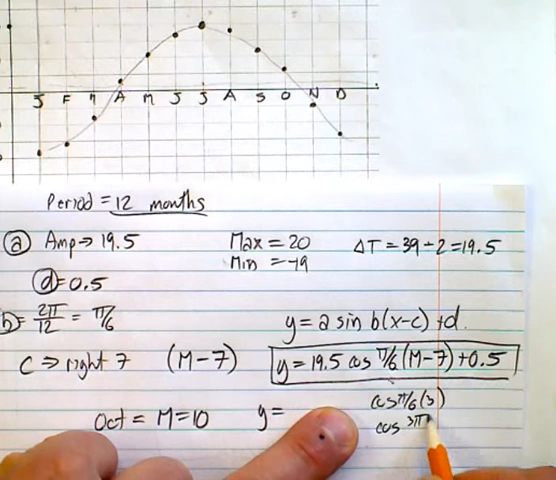 J F M A M J J A S O N D
Period = 12 months
ⓐ Amp → 19.5 Max = 20 ΔT = 39 ÷ 2 = 19.5
Min = -19
ⓓ = 0.5
b = 2π/12 = π/6
y = a sin b(x-c) + d.
C ⇒ right 7 (M-7) y = 19.5 cos π/6 (M-7) + 0.5
cos π/6 (3)
Oct = M = 10 y =
cos 3π